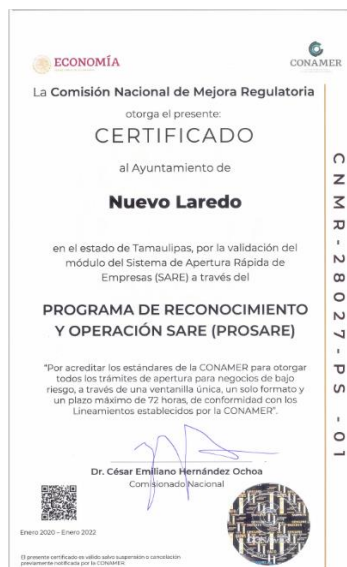 ECONOMÍA
CONAMER
La Comisión Nacional de Mejora Regulatoria
otorga el presente:
CERTIFICADO
al Ayuntamiento de
Nuevo Laredo
en el estado de Tamaulipas, por la validación del
módulo del Sistema de Apertura Rápida de
Empresas (SARE) a través del
PROGRAMA DE RECONOCIMIENTO
Y OPERACIÓN SARE (PROSARE)
"Por acreditar los estándares de la CONAMER para otorgar
todos los trámites de apertura para negocios de bajo
riesgo, a través de una ventanilla única, un solo formato y
un plazo máximo de 72 horas, de conformidad con los
Lineamientos establecidos por la CONAMER".
Dr. César Emiliano Hernández Ochoa
Comisionado Nacional
Enero 2020 – Enero 2022
El presente certificado es válido salvo suspensión o cancelación
previamente notificada por la CONAMER.
CNMR-28027-PS-01